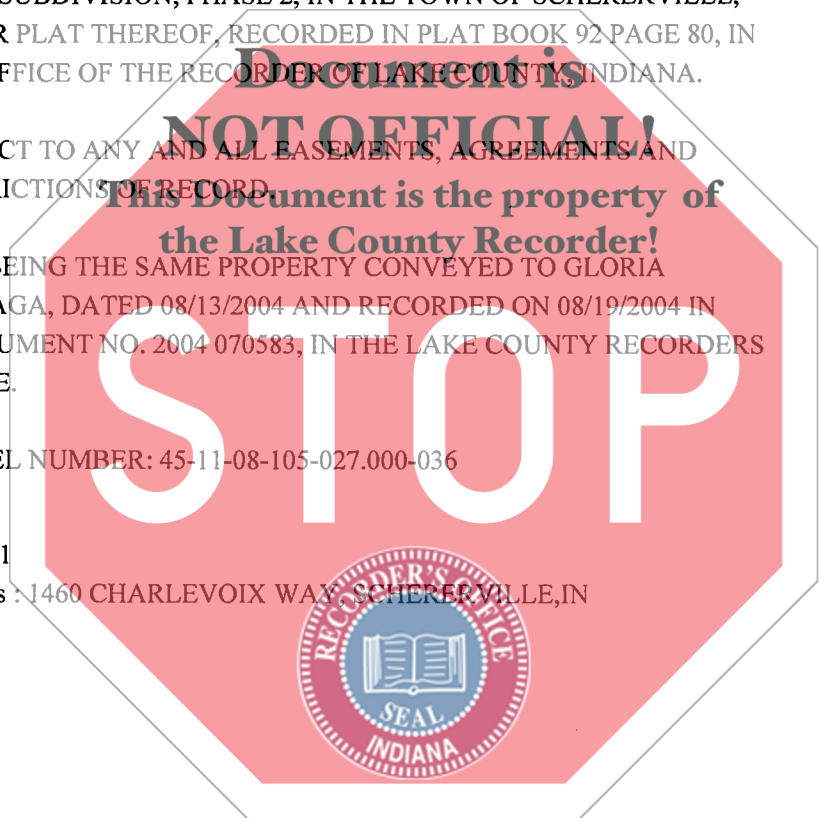 SUBDIVISION, PHASE 2, IN THE TOWN OF SCHERERVILLE,
R PLAT THEREOF, RECORDED IN PLAT BOOK 92 PAGE 80, IN
FFICE OF THE RECORDER OF LAKE COUNTY, INDIANA.
Document is
NOT OFFICIAL!
CT TO ANY AND ALL EASEMENTS, AGREEMENTS AND
RICTIONS OF RECORD.
This Document is the property of
the Lake County Recorder!
EING THE SAME PROPERTY CONVEYED TO GLORIA
AGA, DATED 08/13/2004 AND RECORDED ON 08/19/2004 IN
UMENT NO. 2004 070583, IN THE LAKE COUNTY RECORDERS
E.
STOP
EL NUMBER: 45-11-08-105-027.000-036
l
s : 1460 CHARLEVOIX WAY, SCHERERVILLE,IN
RECORDER'S OFFICE
SEAL
INDIANA